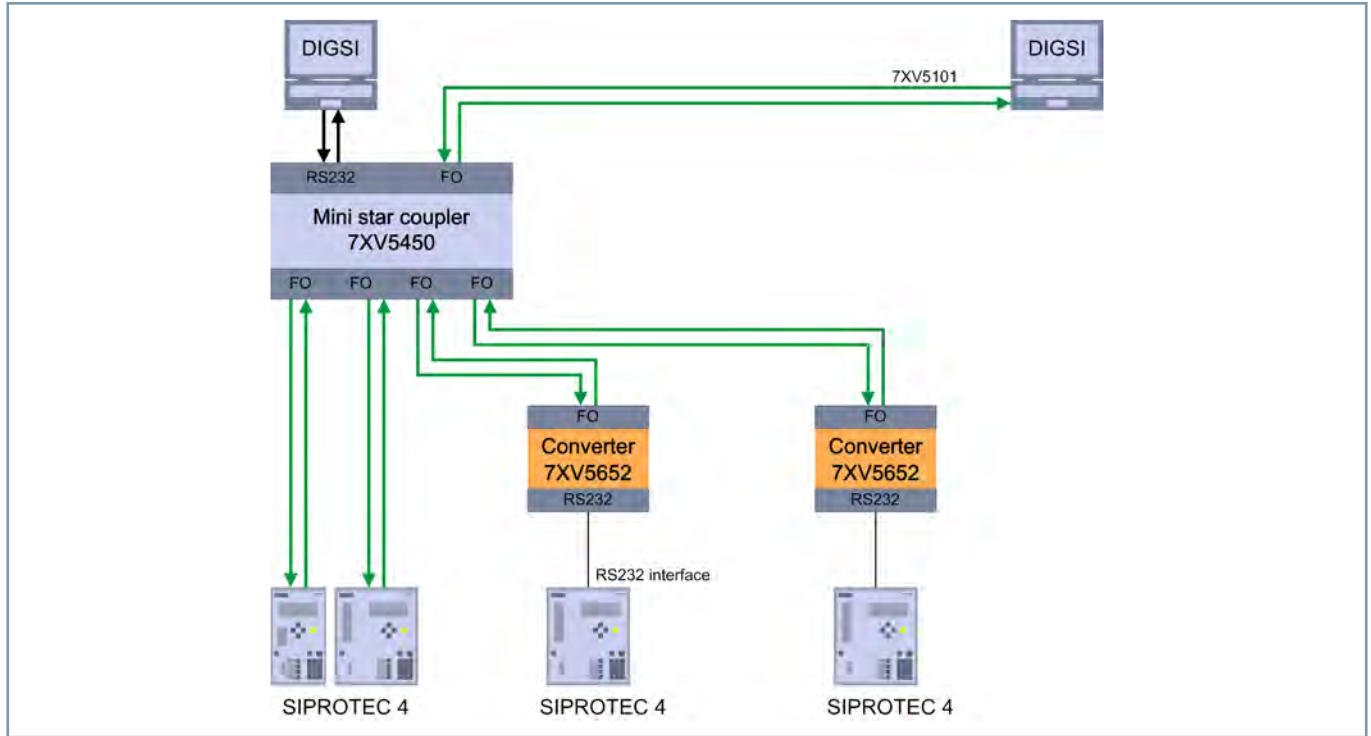 DIGSI
DIGSI
7XV5101
RS232
FO
Mini star coupler
7XV5450
FO
FO
FO
FO
FO
Converter
7XV5652
RS232
FO
Converter
7XV5652
RS232
RS232 interface
SIPROTEC 4
SIPROTEC 4
SIPROTEC 4